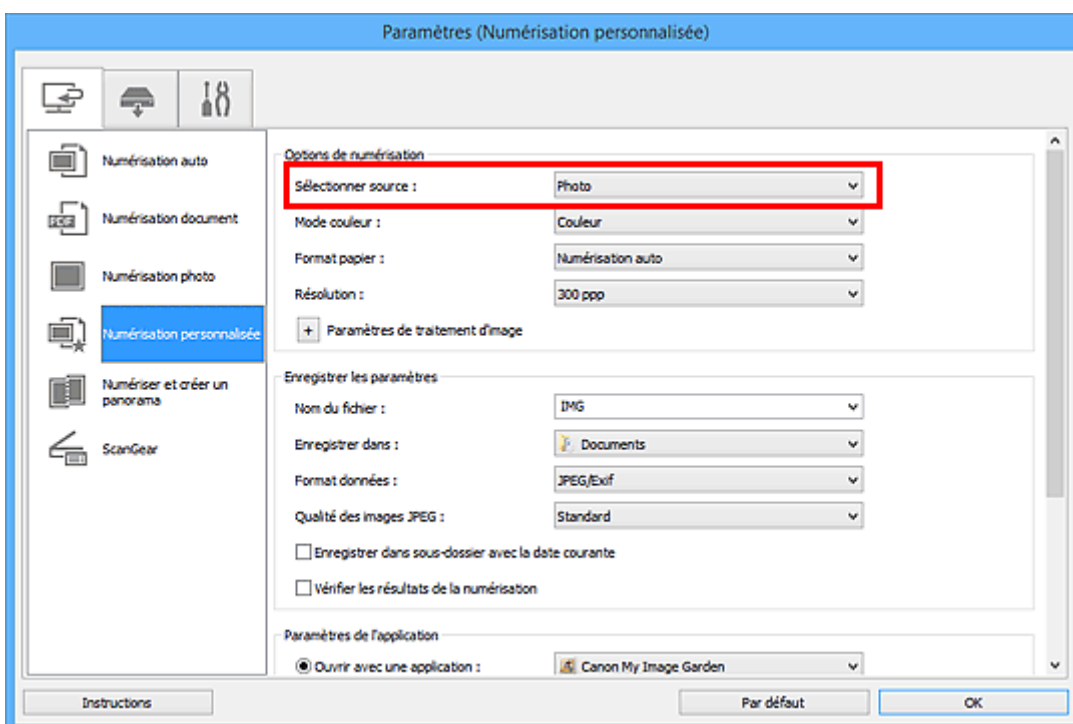 Paramètres (Numérisation personnalisée)
Numérisation auto
Numérisation document
Numérisation photo
Numérisation personnalisée
Numériser et créer un
panorama
ScanGear
Options de numérisation
Sélectionner source : Photo
Mode couleur : Couleur
Format papier : Numérisation auto
Résolution : 300 ppp
+ Paramètres de traitement d'image
Enregistrer les paramètres
Nom du fichier : IMG
Enregistrer dans : Documents
Format données : JPEG/Exif
Qualité des images JPEG : Standard
Enregistrer dans sous-dossier avec la date courante
Vérifier les résultats de la numérisation
Paramètres de l'application
Ouvrir avec une application : Canon My Image Garden
Instructions Par défaut OK